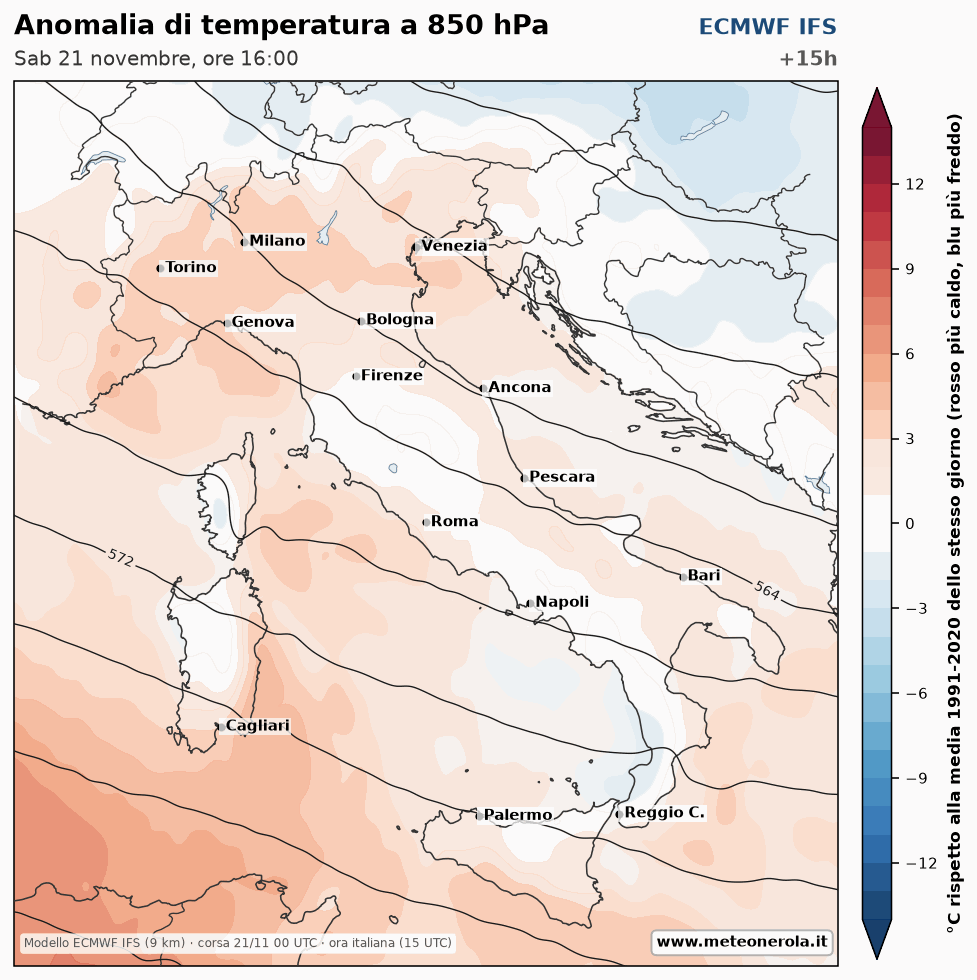 Anomalia di temperatura a 850 hPa
ECMWF IFS
Sab 21 novembre, ore 16:00
+15h
Milano
Venezia
Torino
Genova
Bologna
Firenze
Ancona
Pescara
Roma
572
Bari
564
Napoli
Cagliari
Palermo
Reggio C.
Modello ECMWF IFS (9 km) · corsa 21/11 00 UTC · ora italiana (15 UTC)
www.meteonerola.it
12
9
6
3
0
−3
−6
−9
−12
°C rispetto alla media 1991-2020 dello stesso giorno (rosso più caldo, blu più freddo)